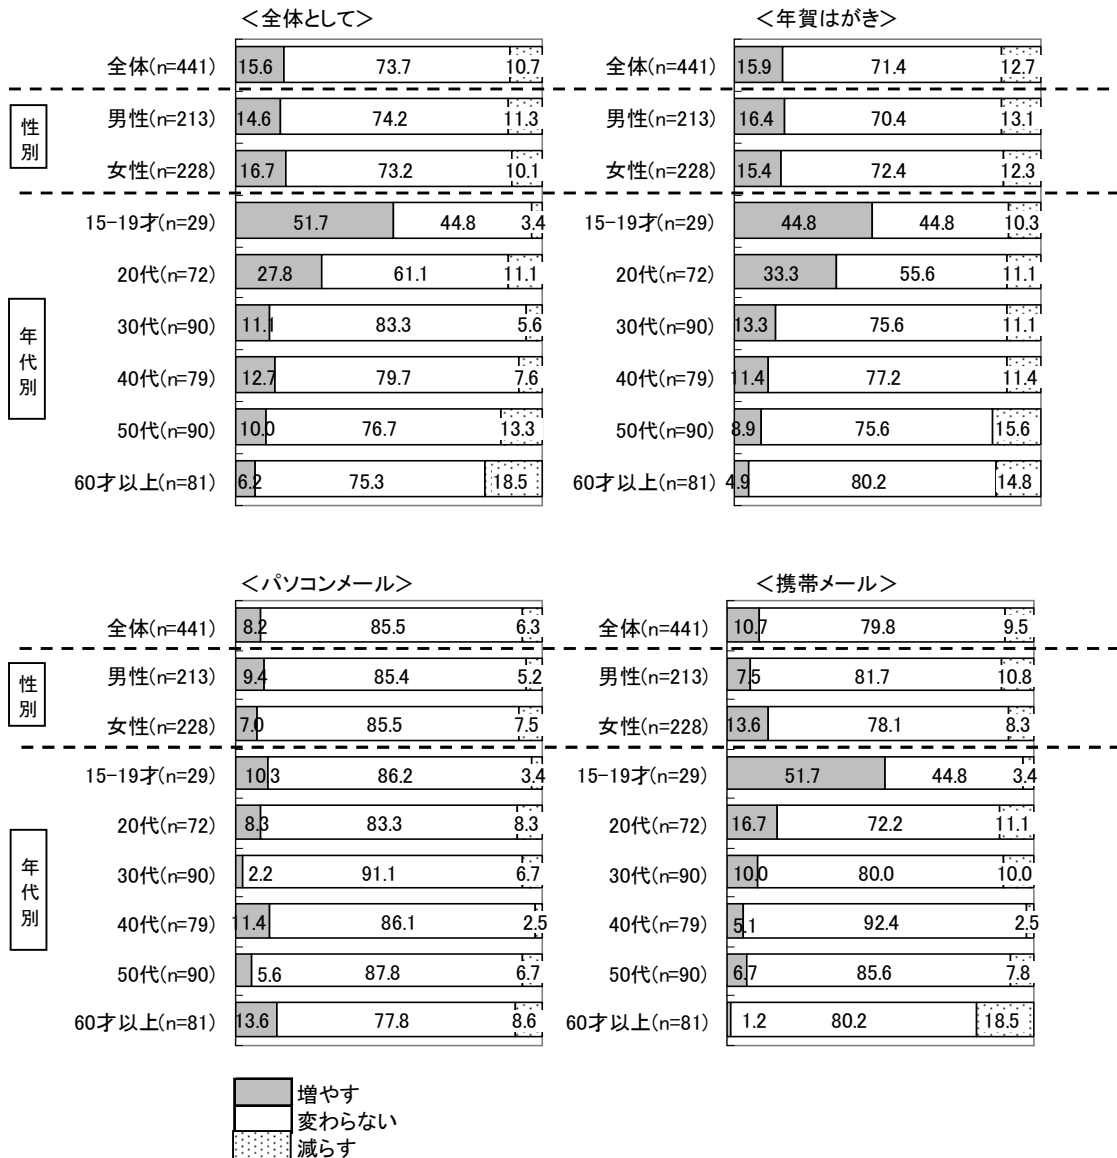 ＜全体として＞ ＜年賀はがき＞
全体(n=441) 15.6 73.7 10.7 全体(n=441) 15.9 71.4 12.7
性別
男性(n=213) 14.6 74.2 11.3 男性(n=213) 16.4 70.4 13.1
女性(n=228) 16.7 73.2 10.1 女性(n=228) 15.4 72.4 12.3
年代別
15-19才(n=29) 51.7 44.8 3.4 15-19才(n=29) 44.8 44.8 10.3
20代(n=72) 27.8 61.1 11.1 20代(n=72) 33.3 55.6 11.1
30代(n=90) 11.1 83.3 5.6 30代(n=90) 13.3 75.6 11.1
40代(n=79) 12.7 79.7 7.6 40代(n=79) 11.4 77.2 11.4
50代(n=90) 10.0 76.7 13.3 50代(n=90) 8.9 75.6 15.6
60才以上(n=81) 6.2 75.3 18.5 60才以上(n=81) 4.9 80.2 14.8
＜パソコンメール＞ ＜携帯メール＞
全体(n=441) 8.2 85.5 6.3 全体(n=441) 10.7 79.8 9.5
性別
男性(n=213) 9.4 85.4 5.2 男性(n=213) 7.5 81.7 10.8
女性(n=228) 7.0 85.5 7.5 女性(n=228) 13.6 78.1 8.3
年代別
15-19才(n=29) 10.3 86.2 3.4 15-19才(n=29) 51.7 44.8 3.4
20代(n=72) 8.3 83.3 8.3 20代(n=72) 16.7 72.2 11.1
30代(n=90) 2.2 91.1 6.7 30代(n=90) 10.0 80.0 10.0
40代(n=79) 11.4 86.1 2.5 40代(n=79) 5.1 92.4 2.5
50代(n=90) 5.6 87.8 6.7 50代(n=90) 6.7 85.6 7.8
60才以上(n=81) 13.6 77.8 8.6 60才以上(n=81) 1.2 80.2 18.5
増やす
変わらない
減らす